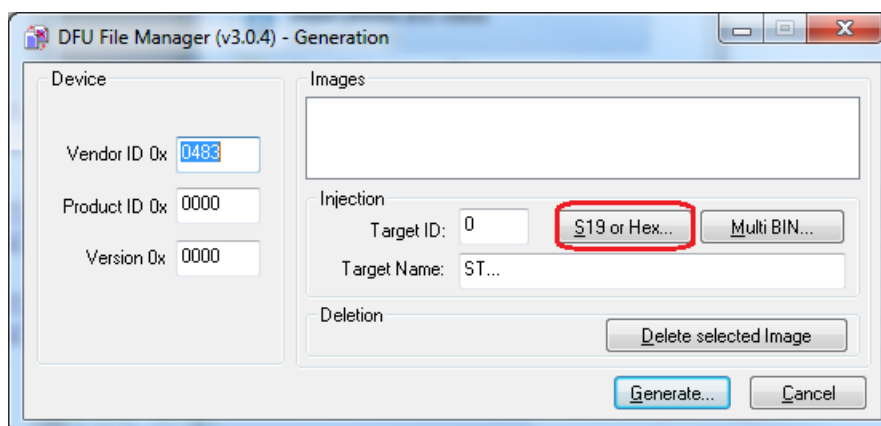 DFU File Manager (v3.0.4) - Generation
Device
Vendor ID 0x 0483
Product ID 0x 0000
Version 0x 0000
Images
Injection
Target ID: 0 S19 or Hex... Multi BIN...
Target Name: ST...
Deletion
Delete selected Image
Generate... Cancel